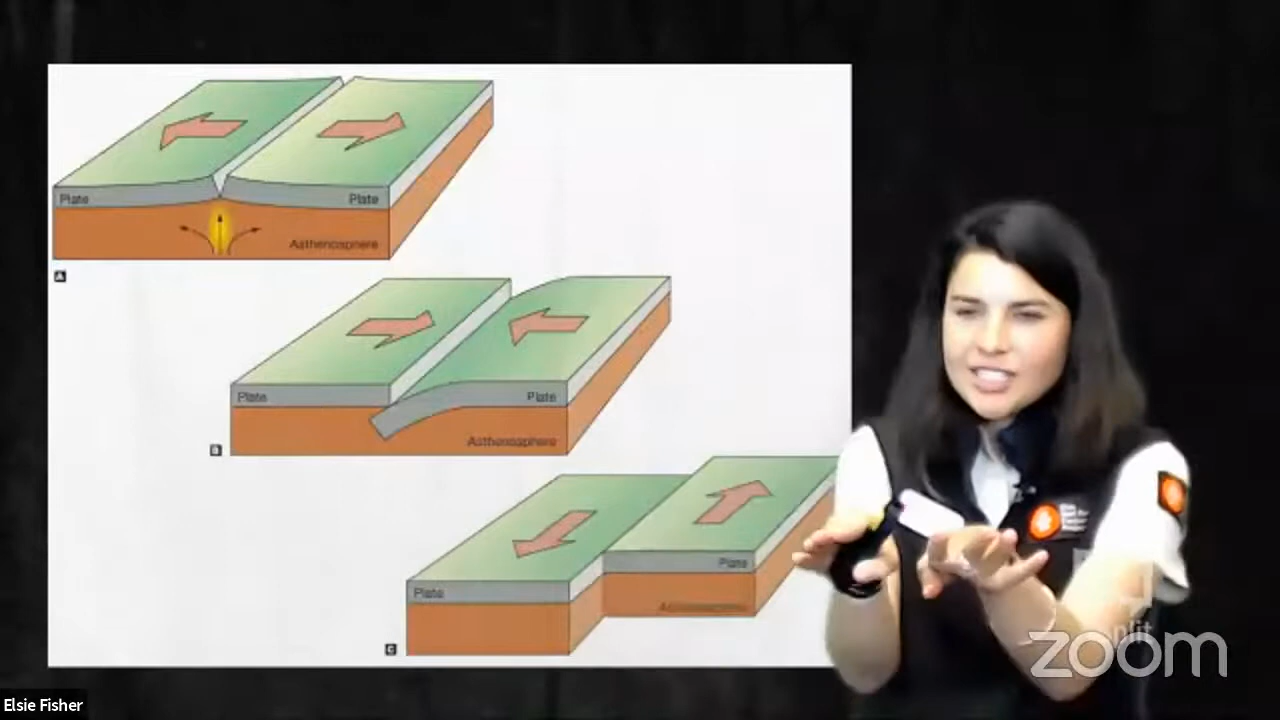 Plate
Plate
Asthenosphere
A
Plate
Plate
Asthenosphere
B
Plate
Plate
C
zoom
Elsie Fisher